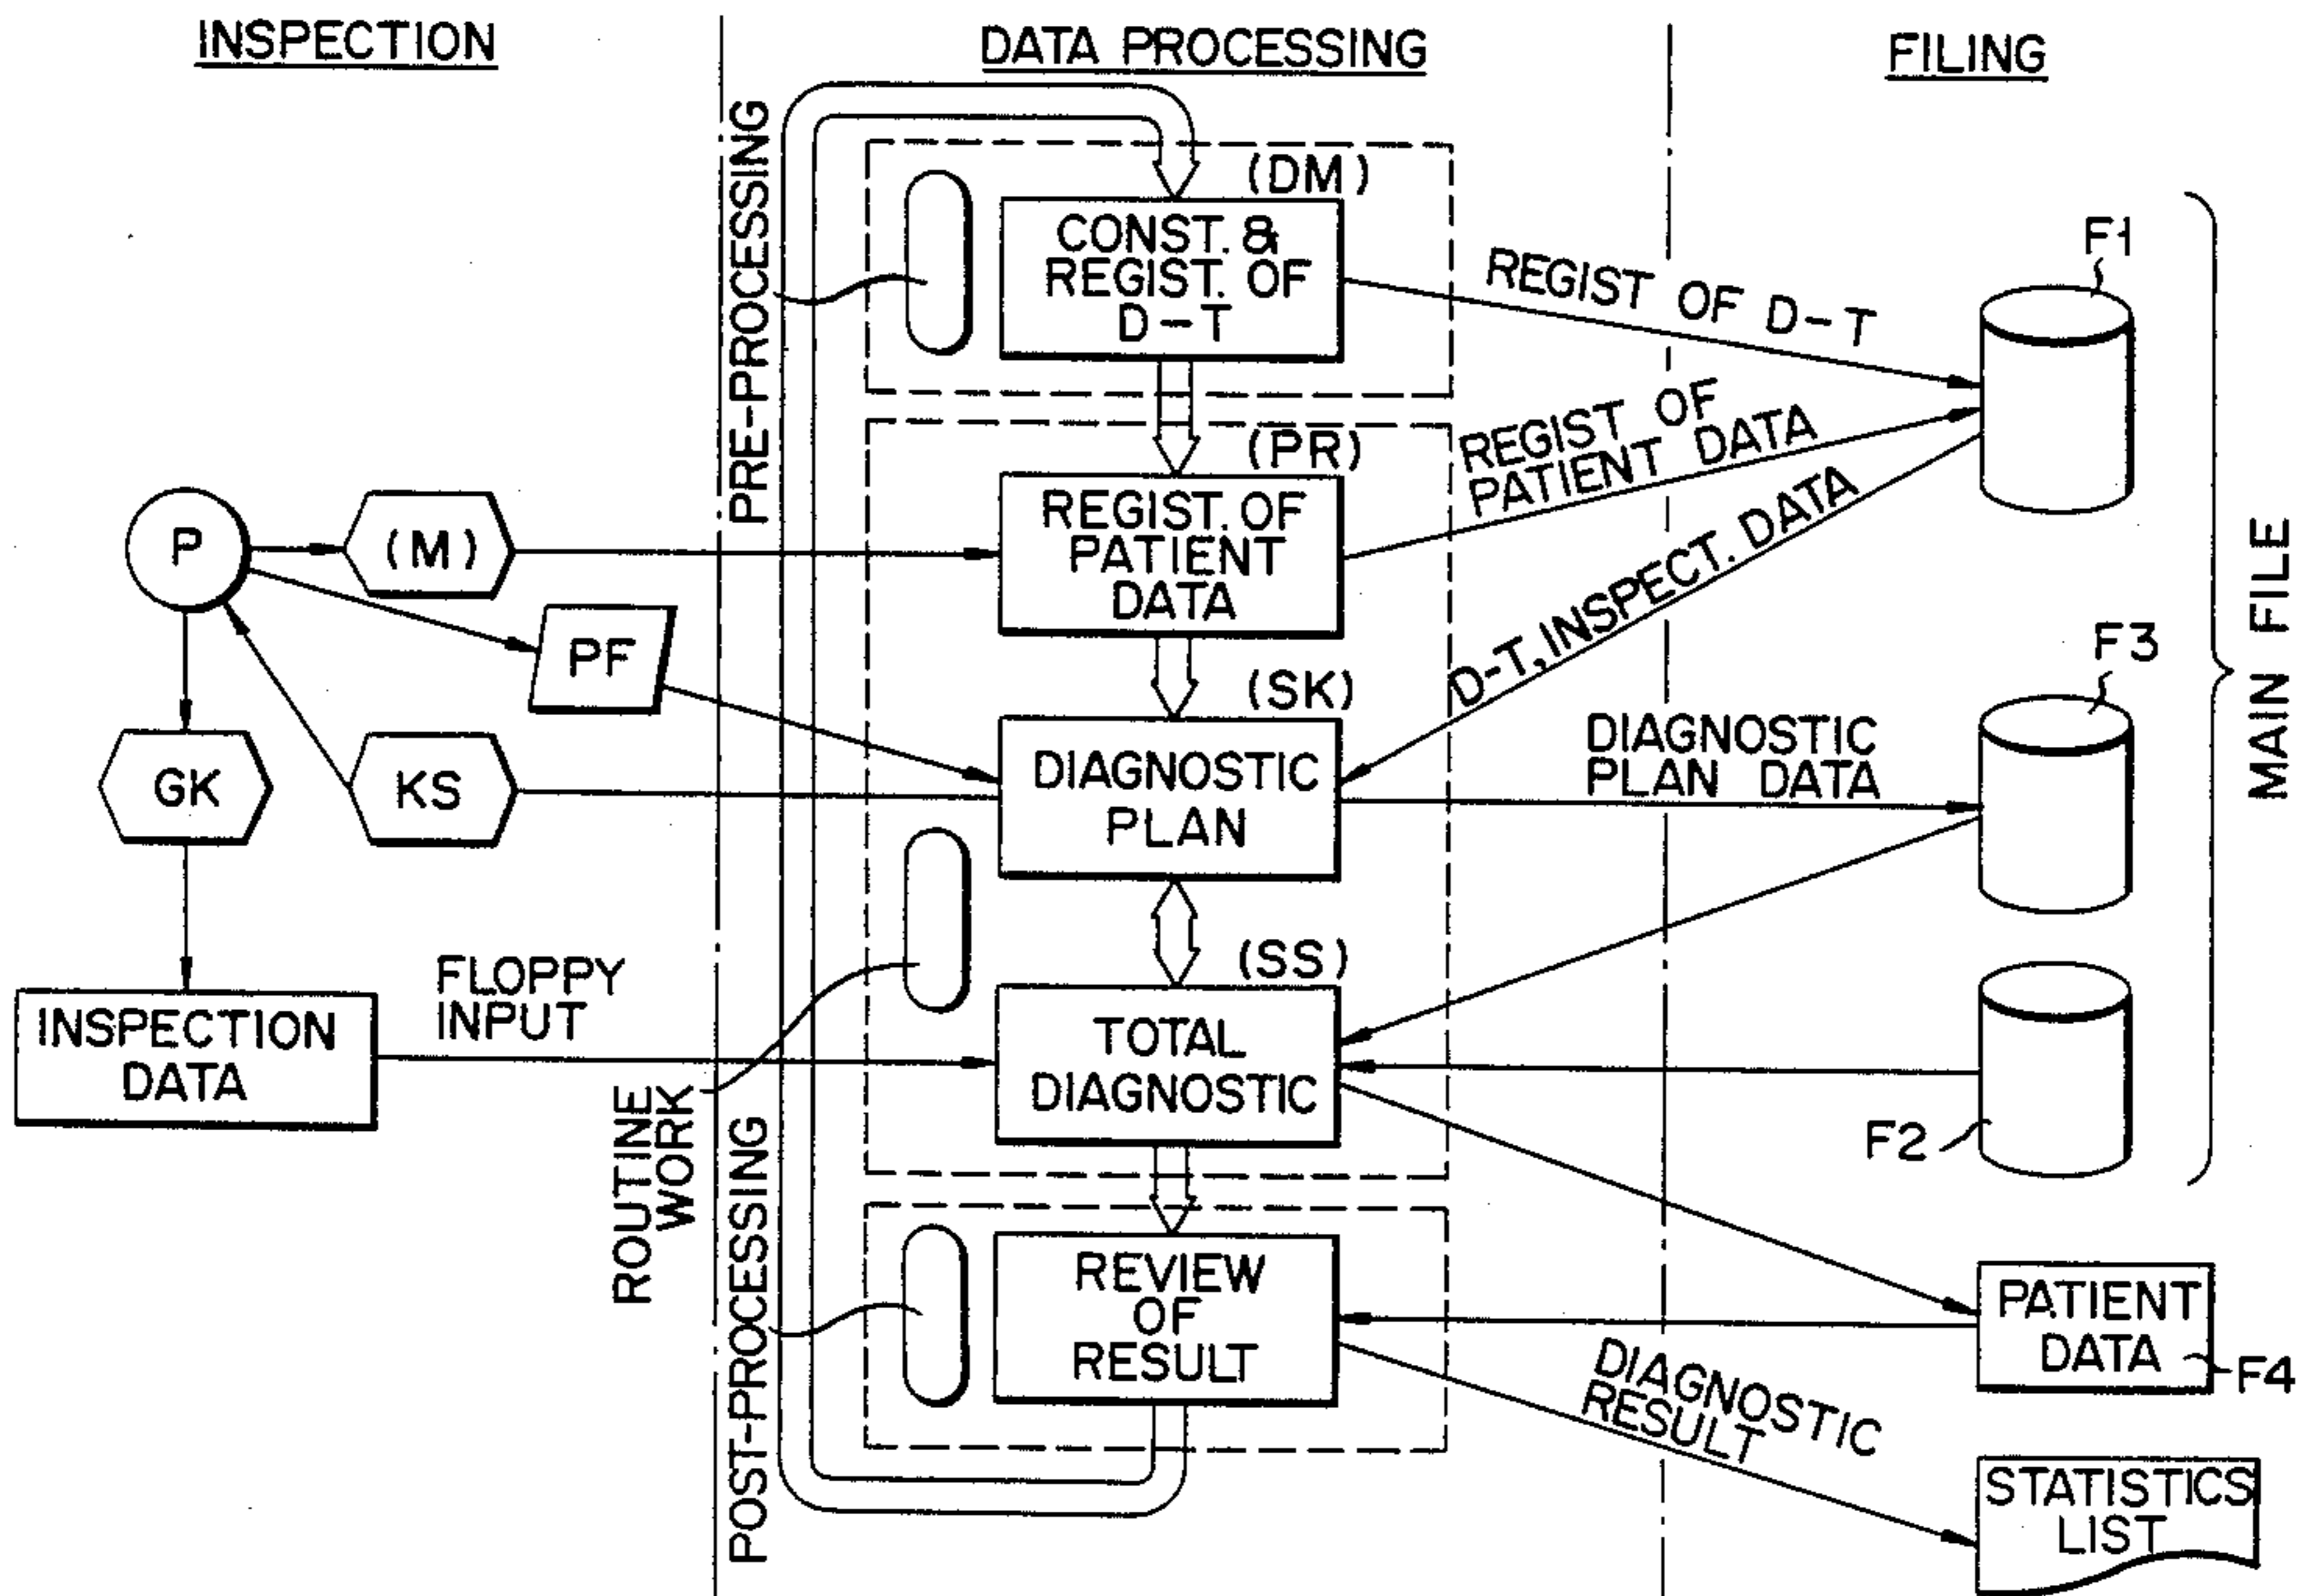 INSPECTION
DATA PROCESSING
FILING
PRE-PROCESSING
(DM)
CONST. &
REGIST. OF
D-T
REGIST OF D-T
F1
(PR)
REGIST. OF
PATIENT
DATA
REGIST OF
PATIENT DATA
D-T, INSPECT. DATA
P
(M)
PF
GK
KS
(SK)
DIAGNOSTIC
PLAN
DIAGNOSTIC
PLAN DATA
F3
MAIN FILE
INSPECTION
DATA
FLOPPY
INPUT
(SS)
TOTAL
DIAGNOSTIC
F2
ROUTINE
WORK
POST-PROCESSING
REVIEW
OF
RESULT
PATIENT
DATA
F4
DIAGNOSTIC
RESULT
STATISTICS
LIST